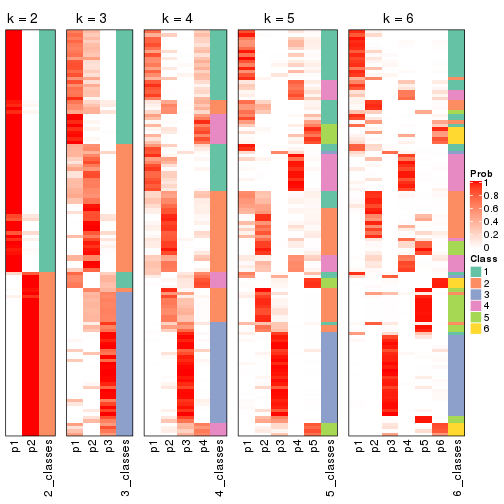 k = 2
k = 3
k = 4
k = 5
k = 6
p1
p2
2_classes
p1
p2
p3
3_classes
p1
p2
p3
p4
4_classes
p1
p2
p3
p4
p5
5_classes
p1
p2
p3
p4
p5
p6
6_classes
Prob
1
0.8
0.6
0.4
0.2
0
Class
1
2
3
4
5
6